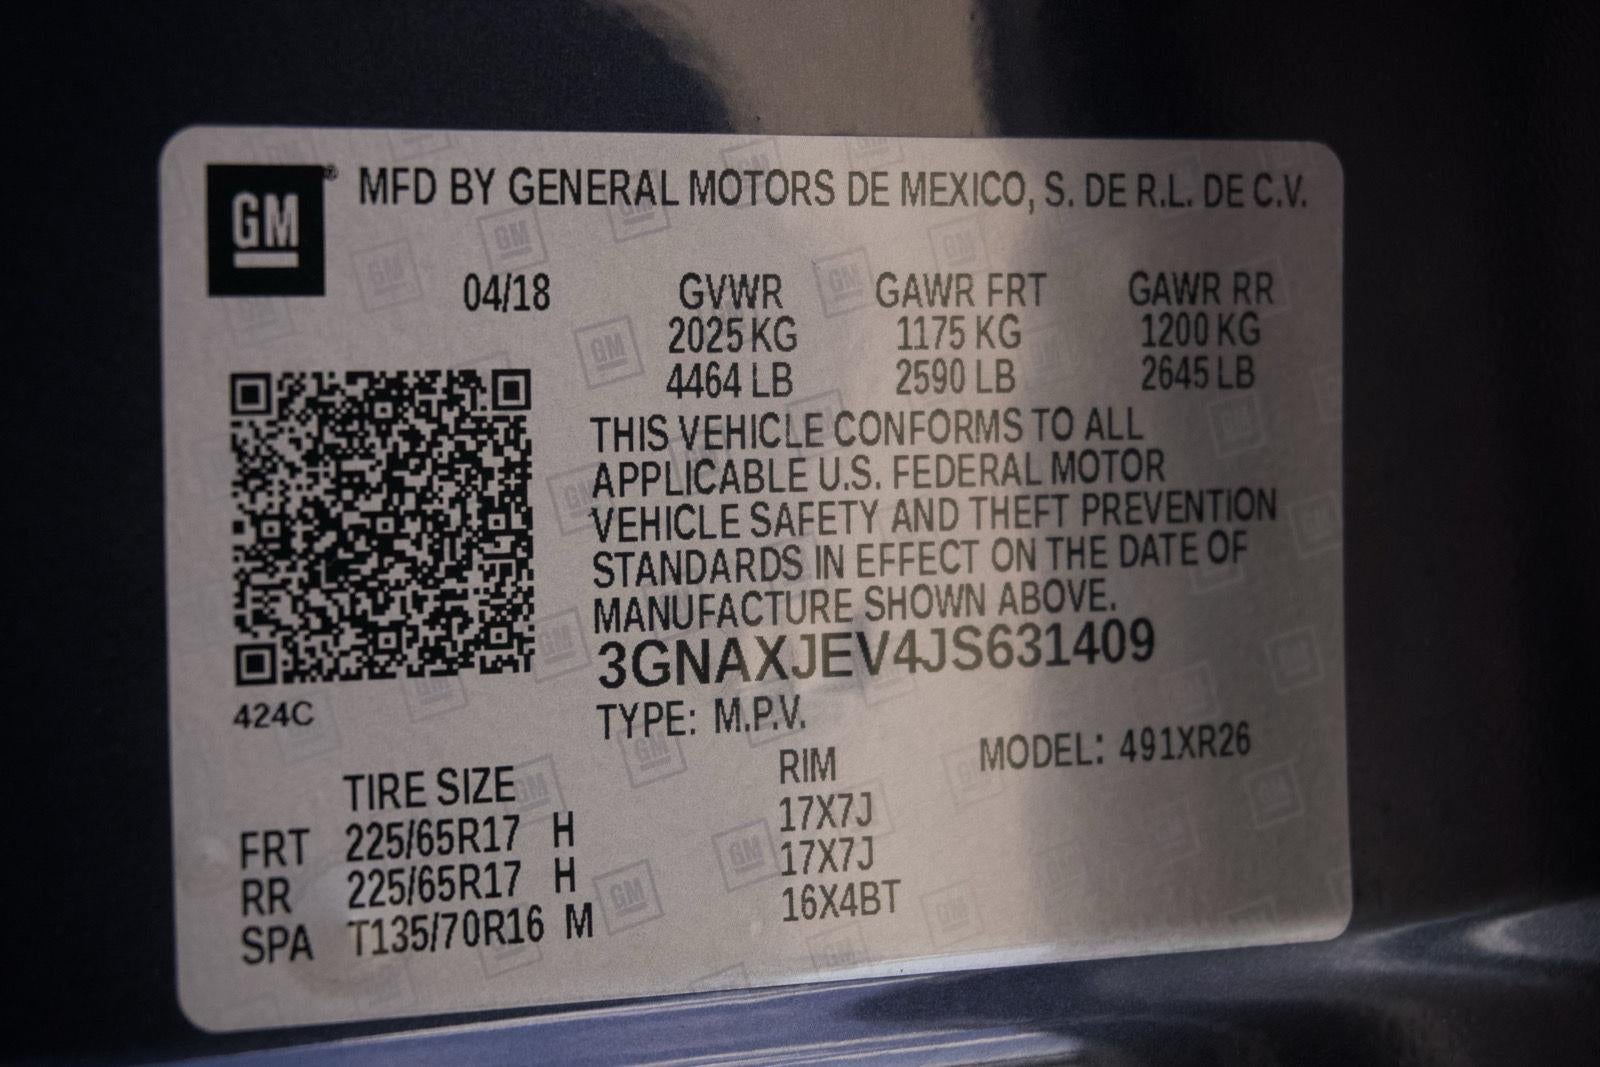 GM ® MFD BY GENERAL MOTORS DE MEXICO, S. DE R.L. DE C.V.
04/18 GVWR GAWR FRT GAWR RR
2025 KG 1175 KG 1200 KG
4464 LB 2590 LB 2645 LB
THIS VEHICLE CONFORMS TO ALL
APPLICABLE U.S. FEDERAL MOTOR
VEHICLE SAFETY AND THEFT PREVENTION
STANDARDS IN EFFECT ON THE DATE OF
MANUFACTURE SHOWN ABOVE.
3GNAXJEV4JS631409
424C
TYPE: M.P.V.
MODEL: 491XR26
TIRE SIZE RIM
FRT 225/65R17 H 17X7J
RR 225/65R17 H 17X7J
SPA T135/70R16 M 16X4BT